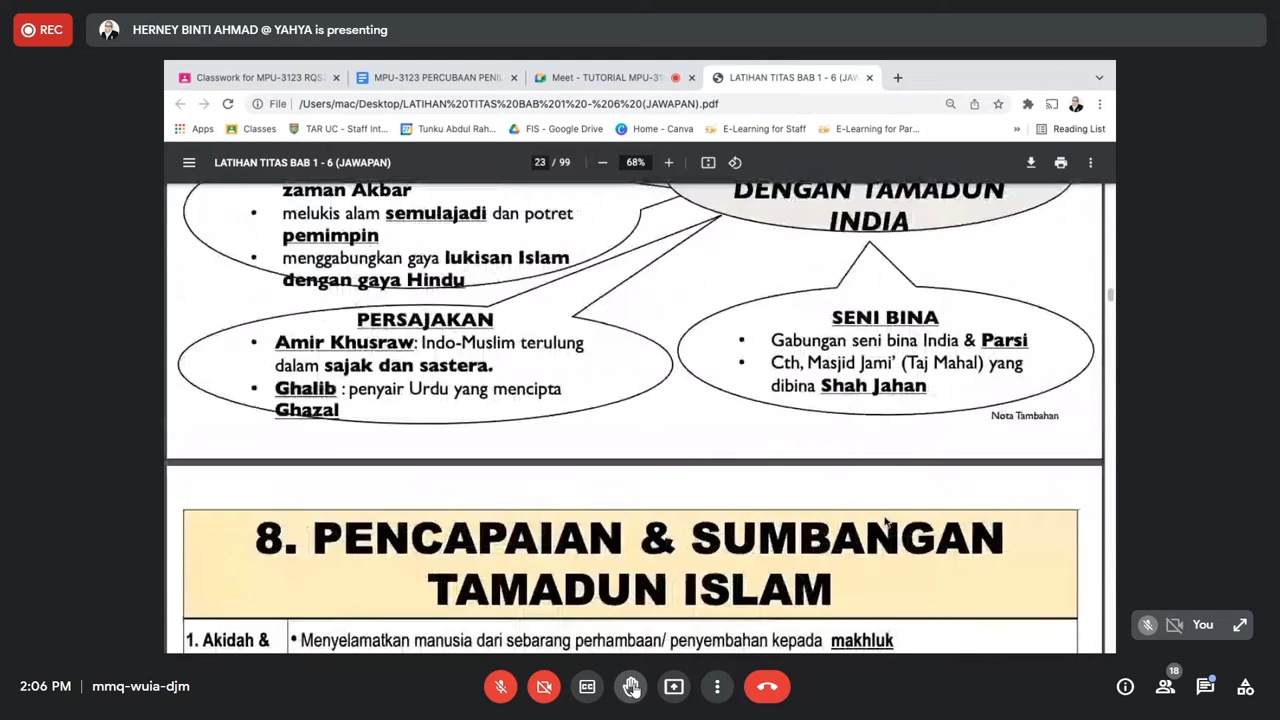 REC
HERNEY BINTI AHMAD @ YAHYA is presenting
Classwork for MPU-3123 RQS
MPU-3123 PERCUBAAN PENI
Meet - TUTORIAL MPU-31
LATIHAN TITAS BAB 1 - 6 (JAW
File | /Users/mac/Desktop/LATIHAN%20TITAS%20BAB%201%20-%206%20(JAWAPAN).pdf
Apps Classes TAR UC - Staff Int... Tunku Abdul Rah... FIS - Google Drive Home - Canva E-Learning for Staff E-Learning for Par... » Reading List
LATIHAN TITAS BAB 1 - 6 (JAWAPAN) 23 / 99 — 68% +
zaman Akbar
• melukis alam semulajadi dan potret
pemimpin
• menggabungkan gaya lukisan Islam
dengan gaya Hindu
DENGAN TAMADUN
INDIA
PERSAJAKAN
• Amir Khusraw: Indo-Muslim terulung
dalam sajak dan sastera.
• Ghalib : penyair Urdu yang mencipta
Ghazal
SENI BINA
• Gabungan seni bina India & Parsi
• Cth, Masjid Jami’ (Taj Mahal) yang
dibina Shah Jahan
Nota Tambahan
8. PENCAPAIAN & SUMBANGAN
TAMADUN ISLAM
1. Akidah &
• Menyelamatkan manusia dari sebarang perhambaan/ penyembahan kepada makhluk
You
2:06 PM | mmq-wuia-djm
18